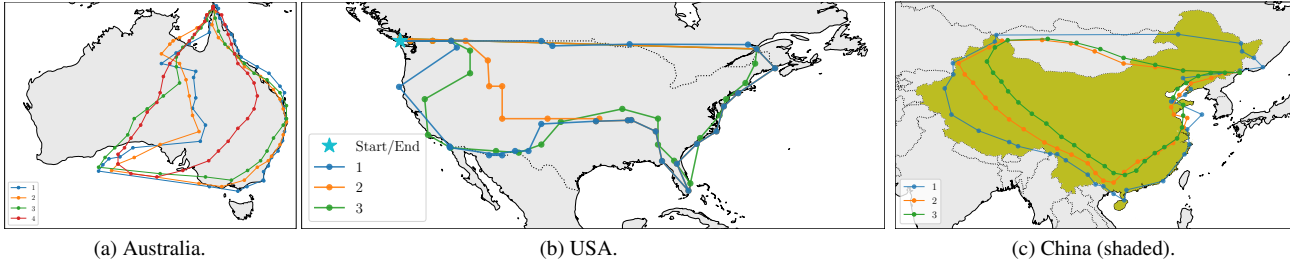 1
2
3
4
Start/End
1
2
3
1
2
3
(a) Australia.
(b) USA.
(c) China (shaded).